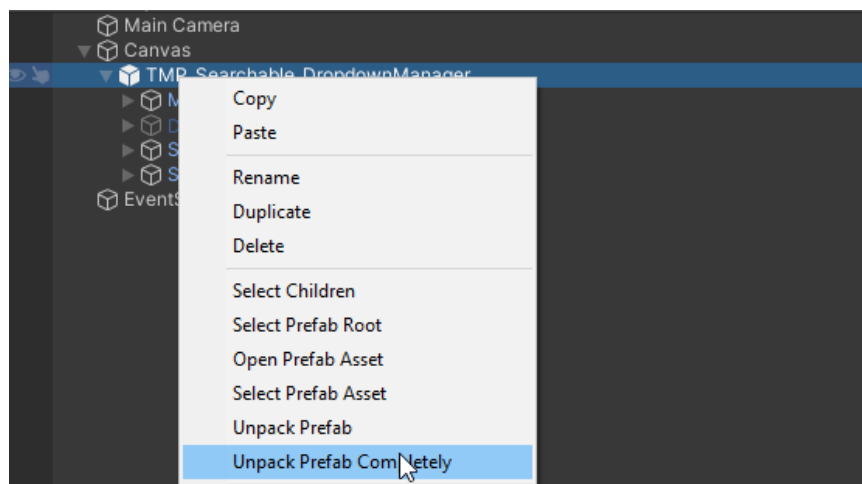 Main Camera
Canvas
TMP_Searchable_DropdownManager
M
D
S
S
Events
Copy
Paste
Rename
Duplicate
Delete
Select Children
Select Prefab Root
Open Prefab Asset
Select Prefab Asset
Unpack Prefab
Unpack Prefab Completely